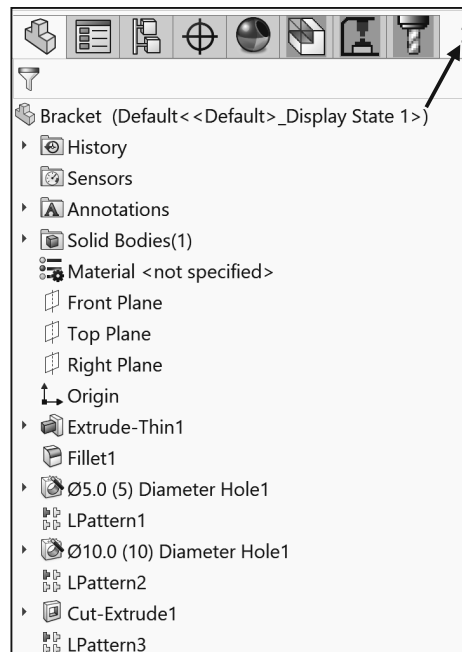 Bracket (Default<<Default>_Display State 1>)
History
Sensors
Annotations
Solid Bodies(1)
Material <not specified>
Front Plane
Top Plane
Right Plane
Origin
Extrude-Thin1
Fillet1
Ø5.0 (5) Diameter Hole1
LPattern1
Ø10.0 (10) Diameter Hole1
LPattern2
Cut-Extrude1
LPattern3